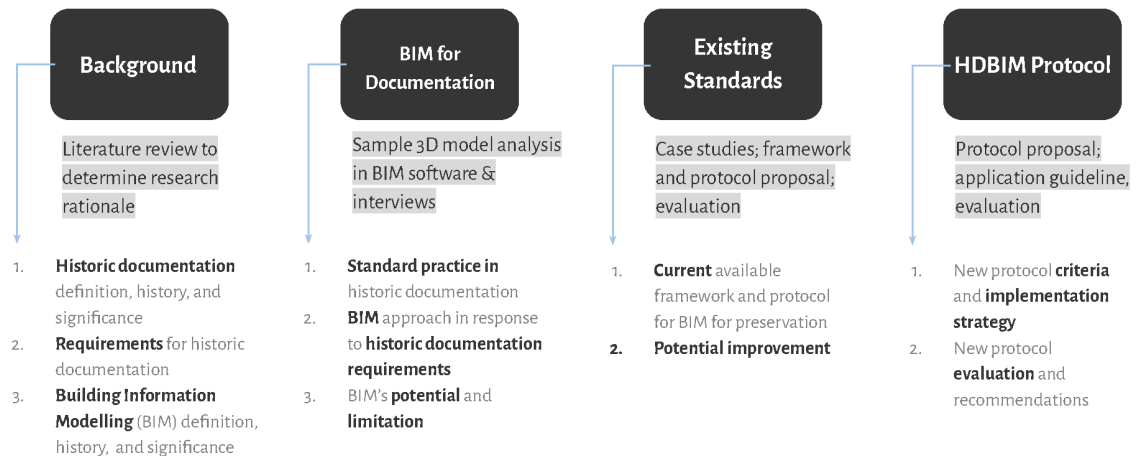 Background
Literature review to
determine research
rationale
1. Historic documentation
definition, history, and
significance
2. Requirements for historic
documentation
3. Building Information
Modelling (BIM) definition,
history, and significance
BIM for
Documentation
Sample 3D model analysis
in BIM software &
interviews
1. Standard practice in
historic documentation
2. BIM approach in response
to historic documentation
requirements
3. BIM's potential and
limitation
Existing
Standards
Case studies; framework
and protocol proposal;
evaluation
1. Current available
framework and protocol
for BIM for preservation
2. Potential improvement
HDBIM Protocol
Protocol proposal;
application guideline,
evaluation
1. New protocol criteria
and implementation
strategy
2. New protocol
evaluation and
recommendations